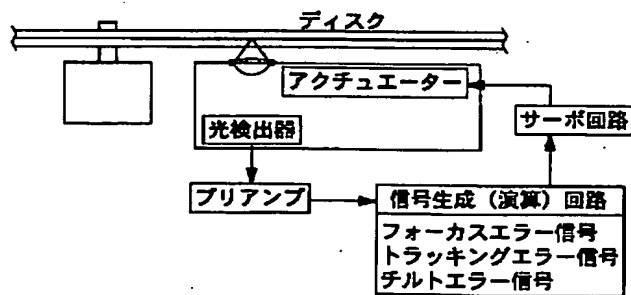 ディスク
アクチュエーター
光検出器
サーボ回路
プリアンプ
信号生成（演算）回路
フォーカスエラー信号
トラッキングエラー信号
チルトエラー信号